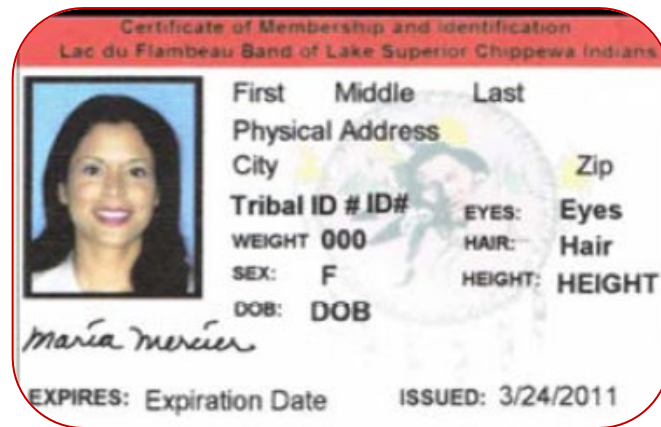 Certificate of Membership and Identification
Lac du Flambeau Band of Lake Superior Chippewa Indians
First Middle Last
Physical Address
City Zip
Tribal ID # ID# EYES: Eyes
WEIGHT 000 HAIR: Hair
SEX: F HEIGHT: HEIGHT
DOB: DOB
Maria Mercier
EXPIRES: Expiration Date ISSUED: 3/24/2011